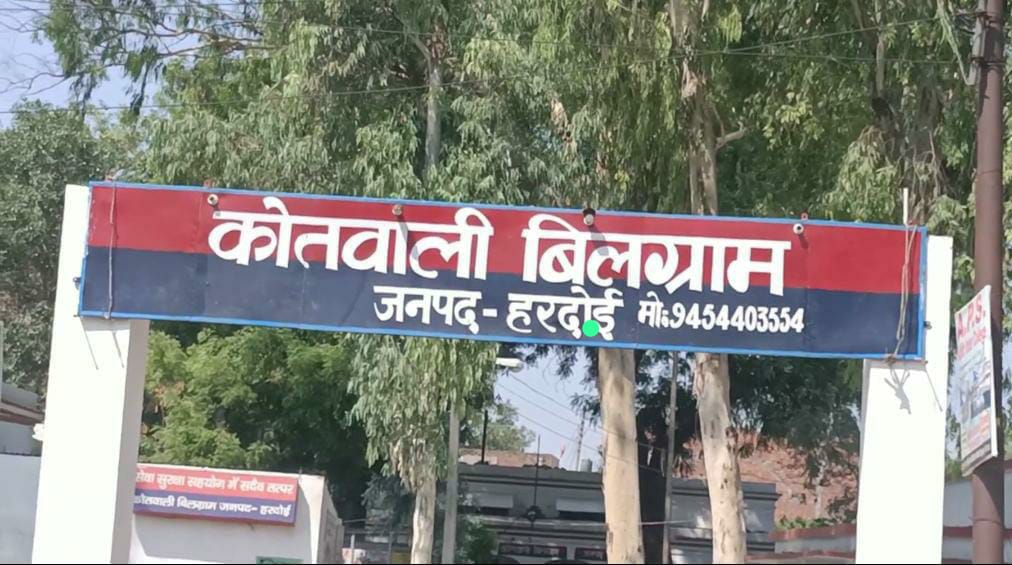 कोतवाली बिलग्राम
जनपद-हरदोई मो॰9454403554
सेवा सुरक्षा सहयोग में सदैव तत्पर
कोतवाली बिलग्राम जनपद-हरदोई